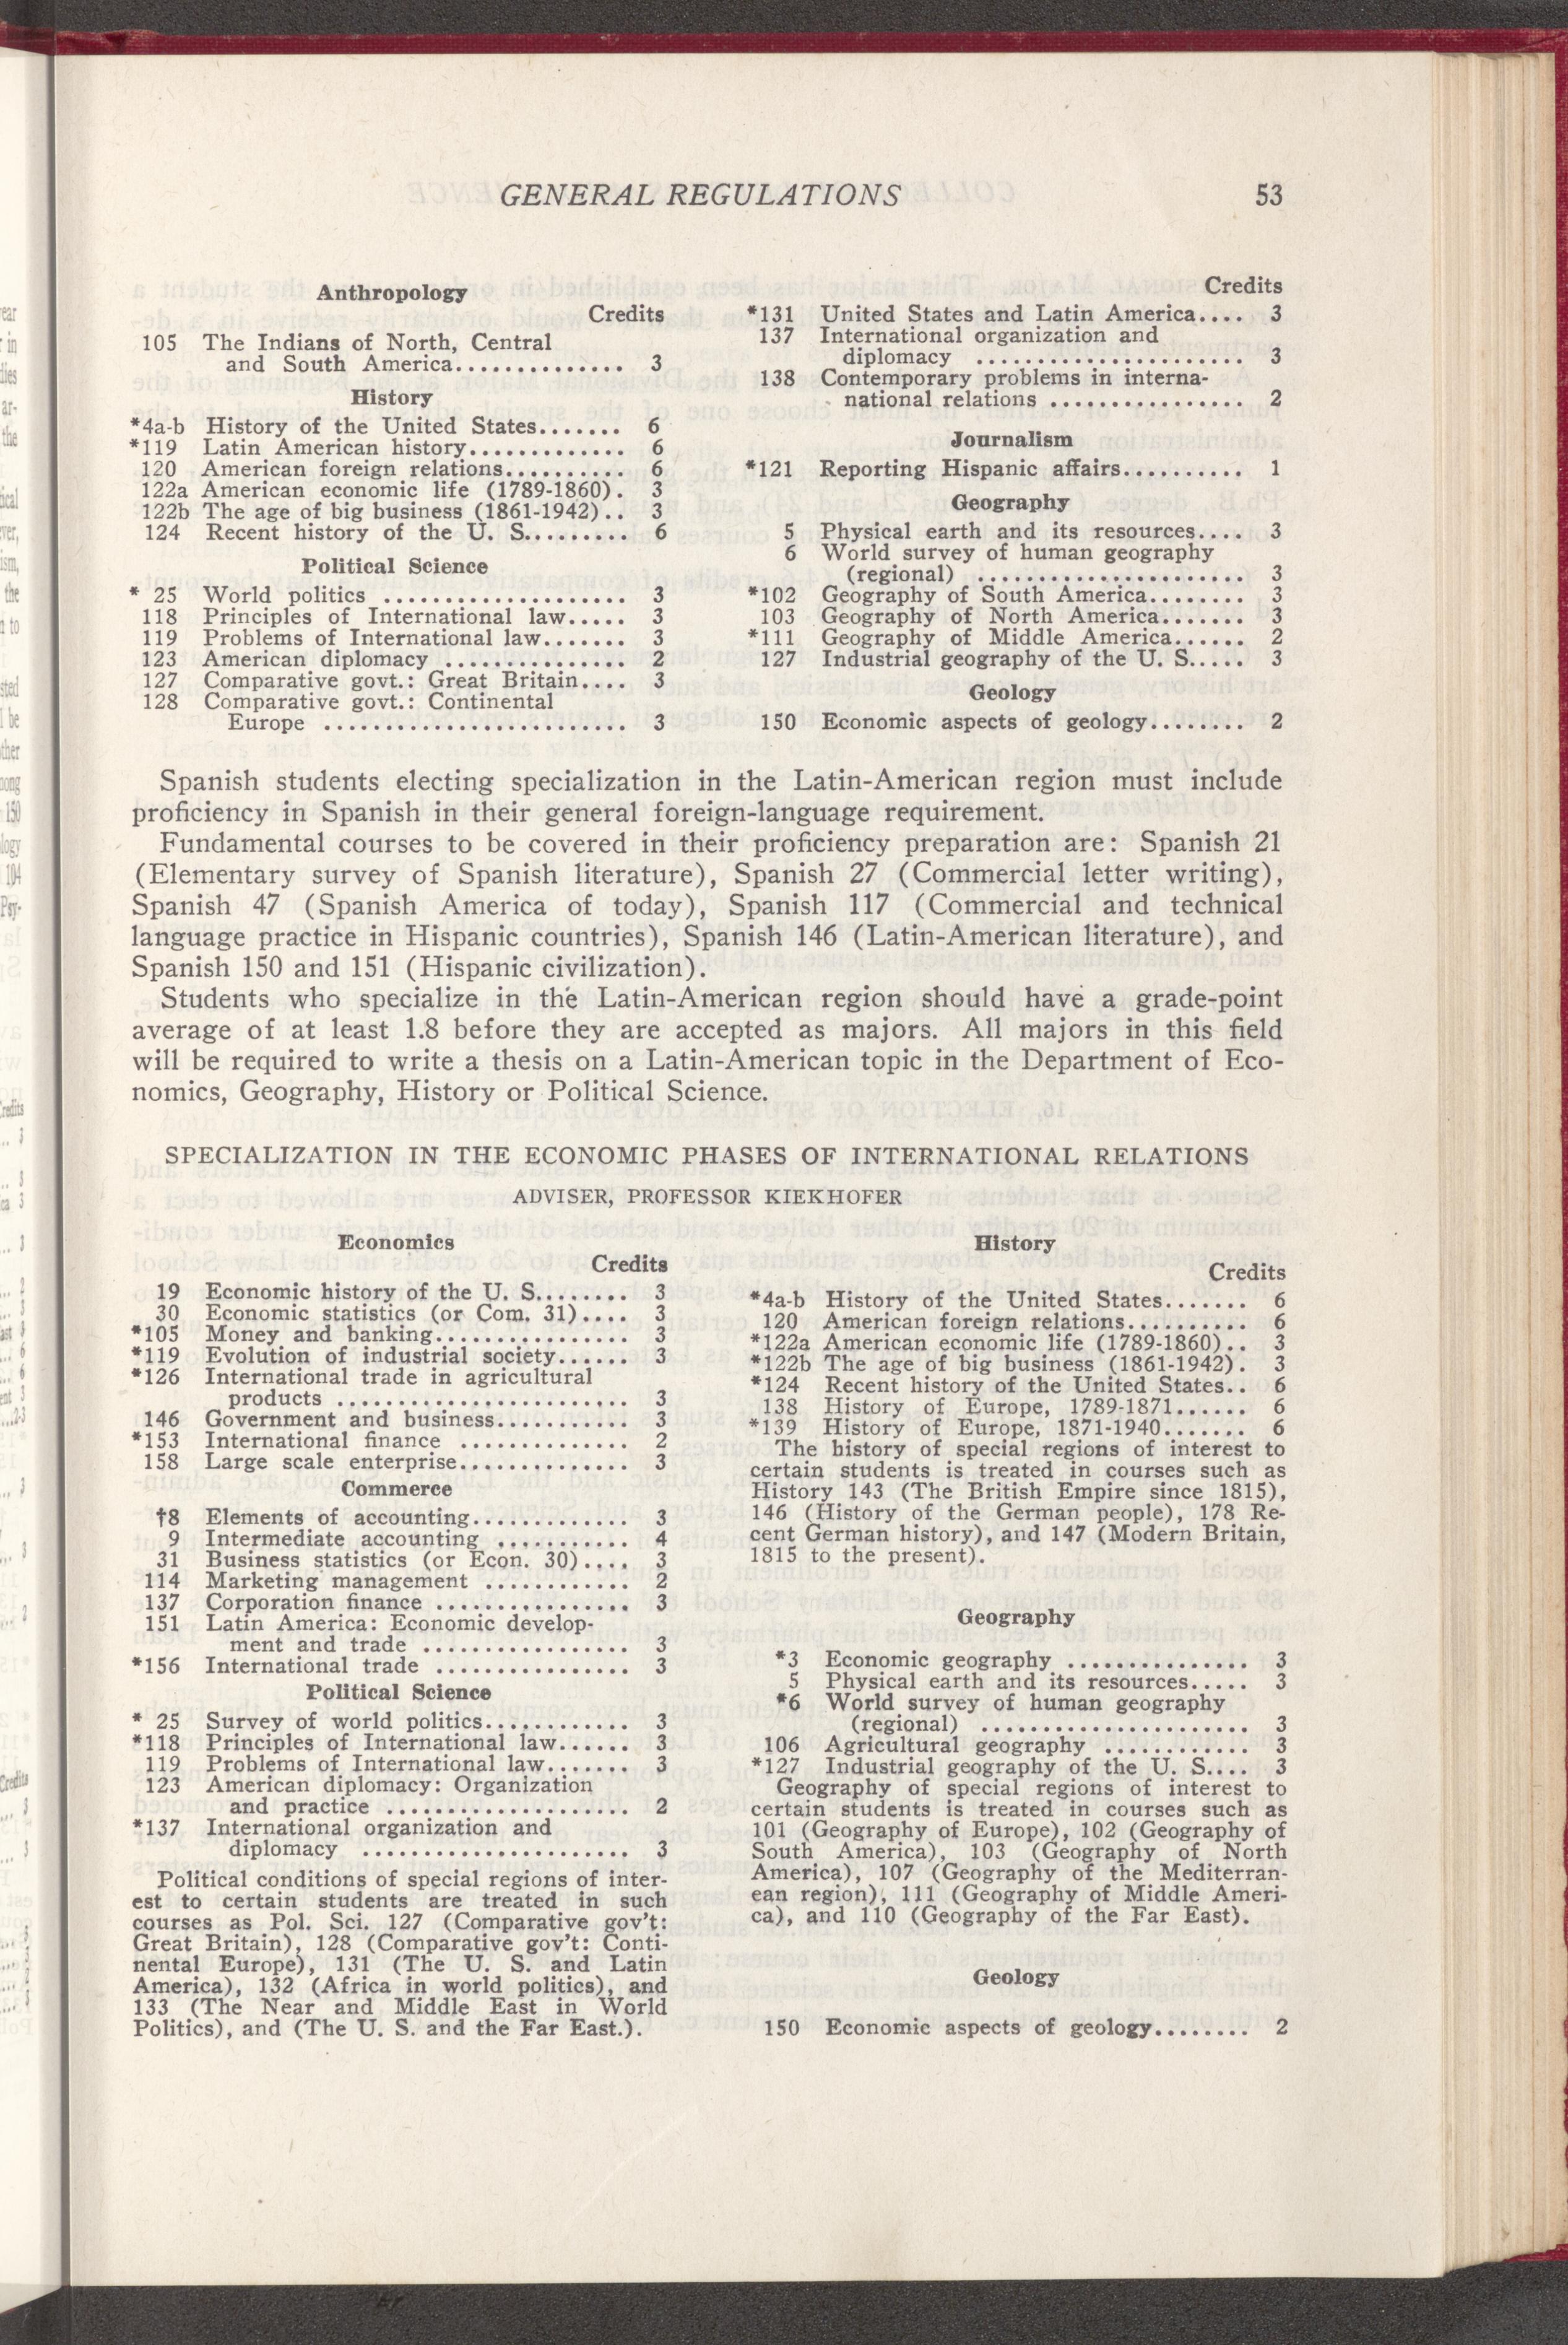 GENERAL REGULATIONS 53
Anthropology
Credits
105 The Indians of North, Central
and South America.............. 3
History
*4a-b History of the United States....... 6
*119 Latin American history............. 6
120 American foreign relations.......... 6
122a American economic life (1789-1860). 3
122b The age of big business (1861-1942).. 3
124 Recent history of the U. S......... 6
Political Science
* 25 World politics .................... 3
118 Principles of International law..... 3
119 Problems of International law....... 3
123 American diplomacy ............... 2
127 Comparative govt.: Great Britain.... 3
128 Comparative govt.: Continental
Europe ......................... 3
Credits
*131 United States and Latin America.... 3
137 International organization and
diplomacy ...................... 3
138 Contemporary problems in interna-
national relations ................ 2
Journalism
*121 Reporting Hispanic affairs.......... 1
Geography
5 Physical earth and its resources.... 3
6 World survey of human geography
(regional) ...................... 3
*102 Geography of South America........ 3
103 Geography of North America....... 3
*111 Geography of Middle America...... 2
127 Industrial geography of the U. S..... 3
Geology
150 Economic aspects of geology........ 2
Spanish students electing specialization in the Latin-American region must include
proficiency in Spanish in their general foreign-language requirement.
Fundamental courses to be covered in their proficiency preparation are: Spanish 21
(Elementary survey of Spanish literature), Spanish 27 (Commercial letter writing),
Spanish 47 (Spanish America of today), Spanish 117 (Commercial and technical
language practice in Hispanic countries), Spanish 146 (Latin-American literature), and
Spanish 150 and 151 (Hispanic civilization).
Students who specialize in the Latin-American region should have a grade-point
average of at least 1.8 before they are accepted as majors. All majors in this field
will be required to write a thesis on a Latin-American topic in the Department of Eco-
nomics, Geography, History or Political Science.
SPECIALIZATION IN THE ECONOMIC PHASES OF INTERNATIONAL RELATIONS
ADVISER, PROFESSOR KIEKHOFER
Economics
Credits
19 Economic history of the U. S........ 3
30 Economic statistics (or Com. 31).... 3
*105 Money and banking................ 3
*119 Evolution of industrial society...... 3
*126 International trade in agricultural
products ........................ 3
146 Government and business........... 3
*153 International finance .............. 2
158 Large scale enterprise.............. 3
Commerce
†8 Elements of accounting............. 3
9 Intermediate accounting ........... 4
31 Business statistics (or Econ. 30).... 3
114 Marketing management ............ 2
137 Corporation finance ................ 3
151 Latin America: Economic develop-
ment and trade ................. 3
*156 International trade ................ 3
Political Science
* 25 Survey of world politics............ 3
*118 Principles of International law...... 3
119 Problems of International law....... 3
123 American diplomacy: Organization
and practice .................... 2
*137 International organization and
diplomacy ...................... 3
Political conditions of special regions of inter-
est to certain students are treated in such
courses as Pol. Sci. 127 (Comparative gov't:
Great Britain), 128 (Comparative gov't: Conti-
nental Europe), 131 (The U. S. and Latin
America), 132 (Africa in world politics), and
133 (The Near and Middle East in World
Politics), and (The U. S. and the Far East.).
History
Credits
*4a-b History of the United States....... 6
120 American foreign relations.......... 6
*122a American economic life (1789-1860).. 3
*122b The age of big business (1861-1942). 3
*124 Recent history of the United States.. 6
138 History of Europe, 1789-1871...... 6
*139 History of Europe, 1871-1940....... 6
The history of special regions of interest to
certain students is treated in courses such as
History 143 (The British Empire since 1815),
146 (History of the German people), 178 Re-
cent German history), and 147 (Modern Britain,
1815 to the present).
Geography
*3 Economic geography ............... 3
5 Physical earth and its resources..... 3
*6 World survey of human geography
(regional) ...................... 3
106 Agricultural geography ............ 3
*127 Industrial geography of the U. S.... 3
Geography of special regions of interest to
certain students is treated in courses such as
101 (Geography of Europe), 102 (Geography of
South America), 103 (Geography of North
America), 107 (Geography of the Mediterran-
ean region), 111 (Geography of Middle Ameri-
ca), and 110 (Geography of the Far East).
Geology
150 Economic aspects of geology........ 2